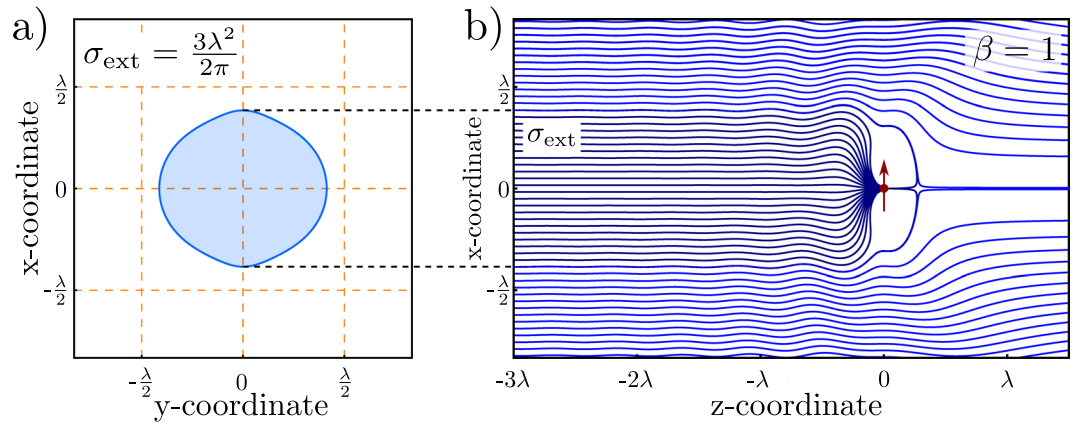 a)
σ_ext = 3λ²/2π
x-coordinate
λ/2
0
-λ/2
-λ/2
0
λ/2
y-coordinate
b)
β = 1
σ_ext
x-coordinate
λ/2
0
-λ/2
-3λ
-2λ
-λ
0
λ
z-coordinate